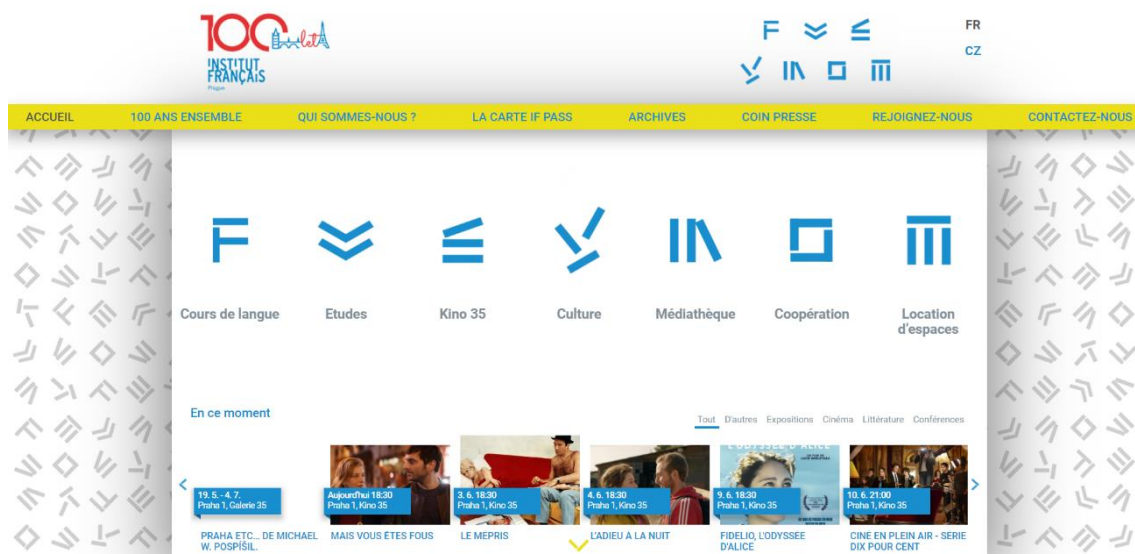 100 let
INSTITUT
FRANÇAIS
Prague
FR
CZ
ACCUEIL 100 ANS ENSEMBLE QUI SOMMES-NOUS ? LA CARTE IF PASS ARCHIVES COIN PRESSE REJOIGNEZ-NOUS CONTACTEZ-NOUS
Cours de langue Etudes Kino 35 Culture Médiathèque Coopération Location
d'espaces
En ce moment
Tout D'autres Expositions Cinéma Littérature Conférences
19. 5. - 4. 7.
Praha 1, Galerie 35
PRAHA ETC... DE MICHAEL
W. POSPÍŠIL.
Aujourd'hui 18:30
Praha 1, Kino 35
MAIS VOUS ÊTES FOUS
3. 6. 18:30
Praha 1, Kino 35
LE MEPRIS
4. 6. 18:30
Praha 1, Kino 35
L'ADIEU À LA NUIT
L'ODYSSÉE D'ALICE
9. 6. 18:30
Praha 1, Kino 35
FIDELIO, L'ODYSSEE
D'ALICE
10. 6. 21:00
Praha 1, Kino 35
CINE EN PLEIN AIR - SERIE
DIX POUR CENT